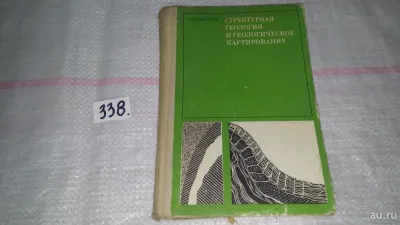 СТРУКТУРНАЯ
ГЕОЛОГИЯ
И ГЕОЛОГИЧЕСКОЕ
КАРТИРОВАНИЕ
338.
au.ru